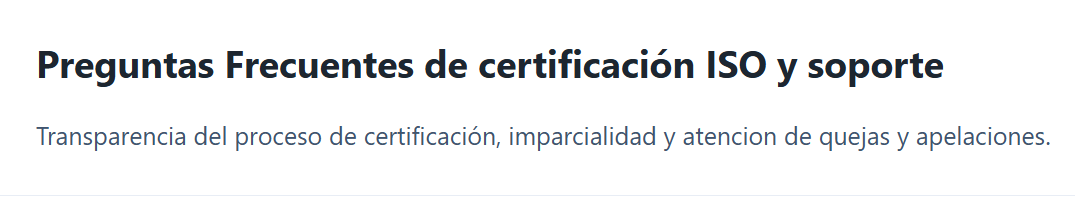 Preguntas Frecuentes de certificación ISO y soporte
Transparencia del proceso de certificación, imparcialidad y atencion de quejas y apelaciones.